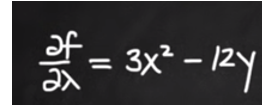 ∂f/∂λ = 3x² − 12y